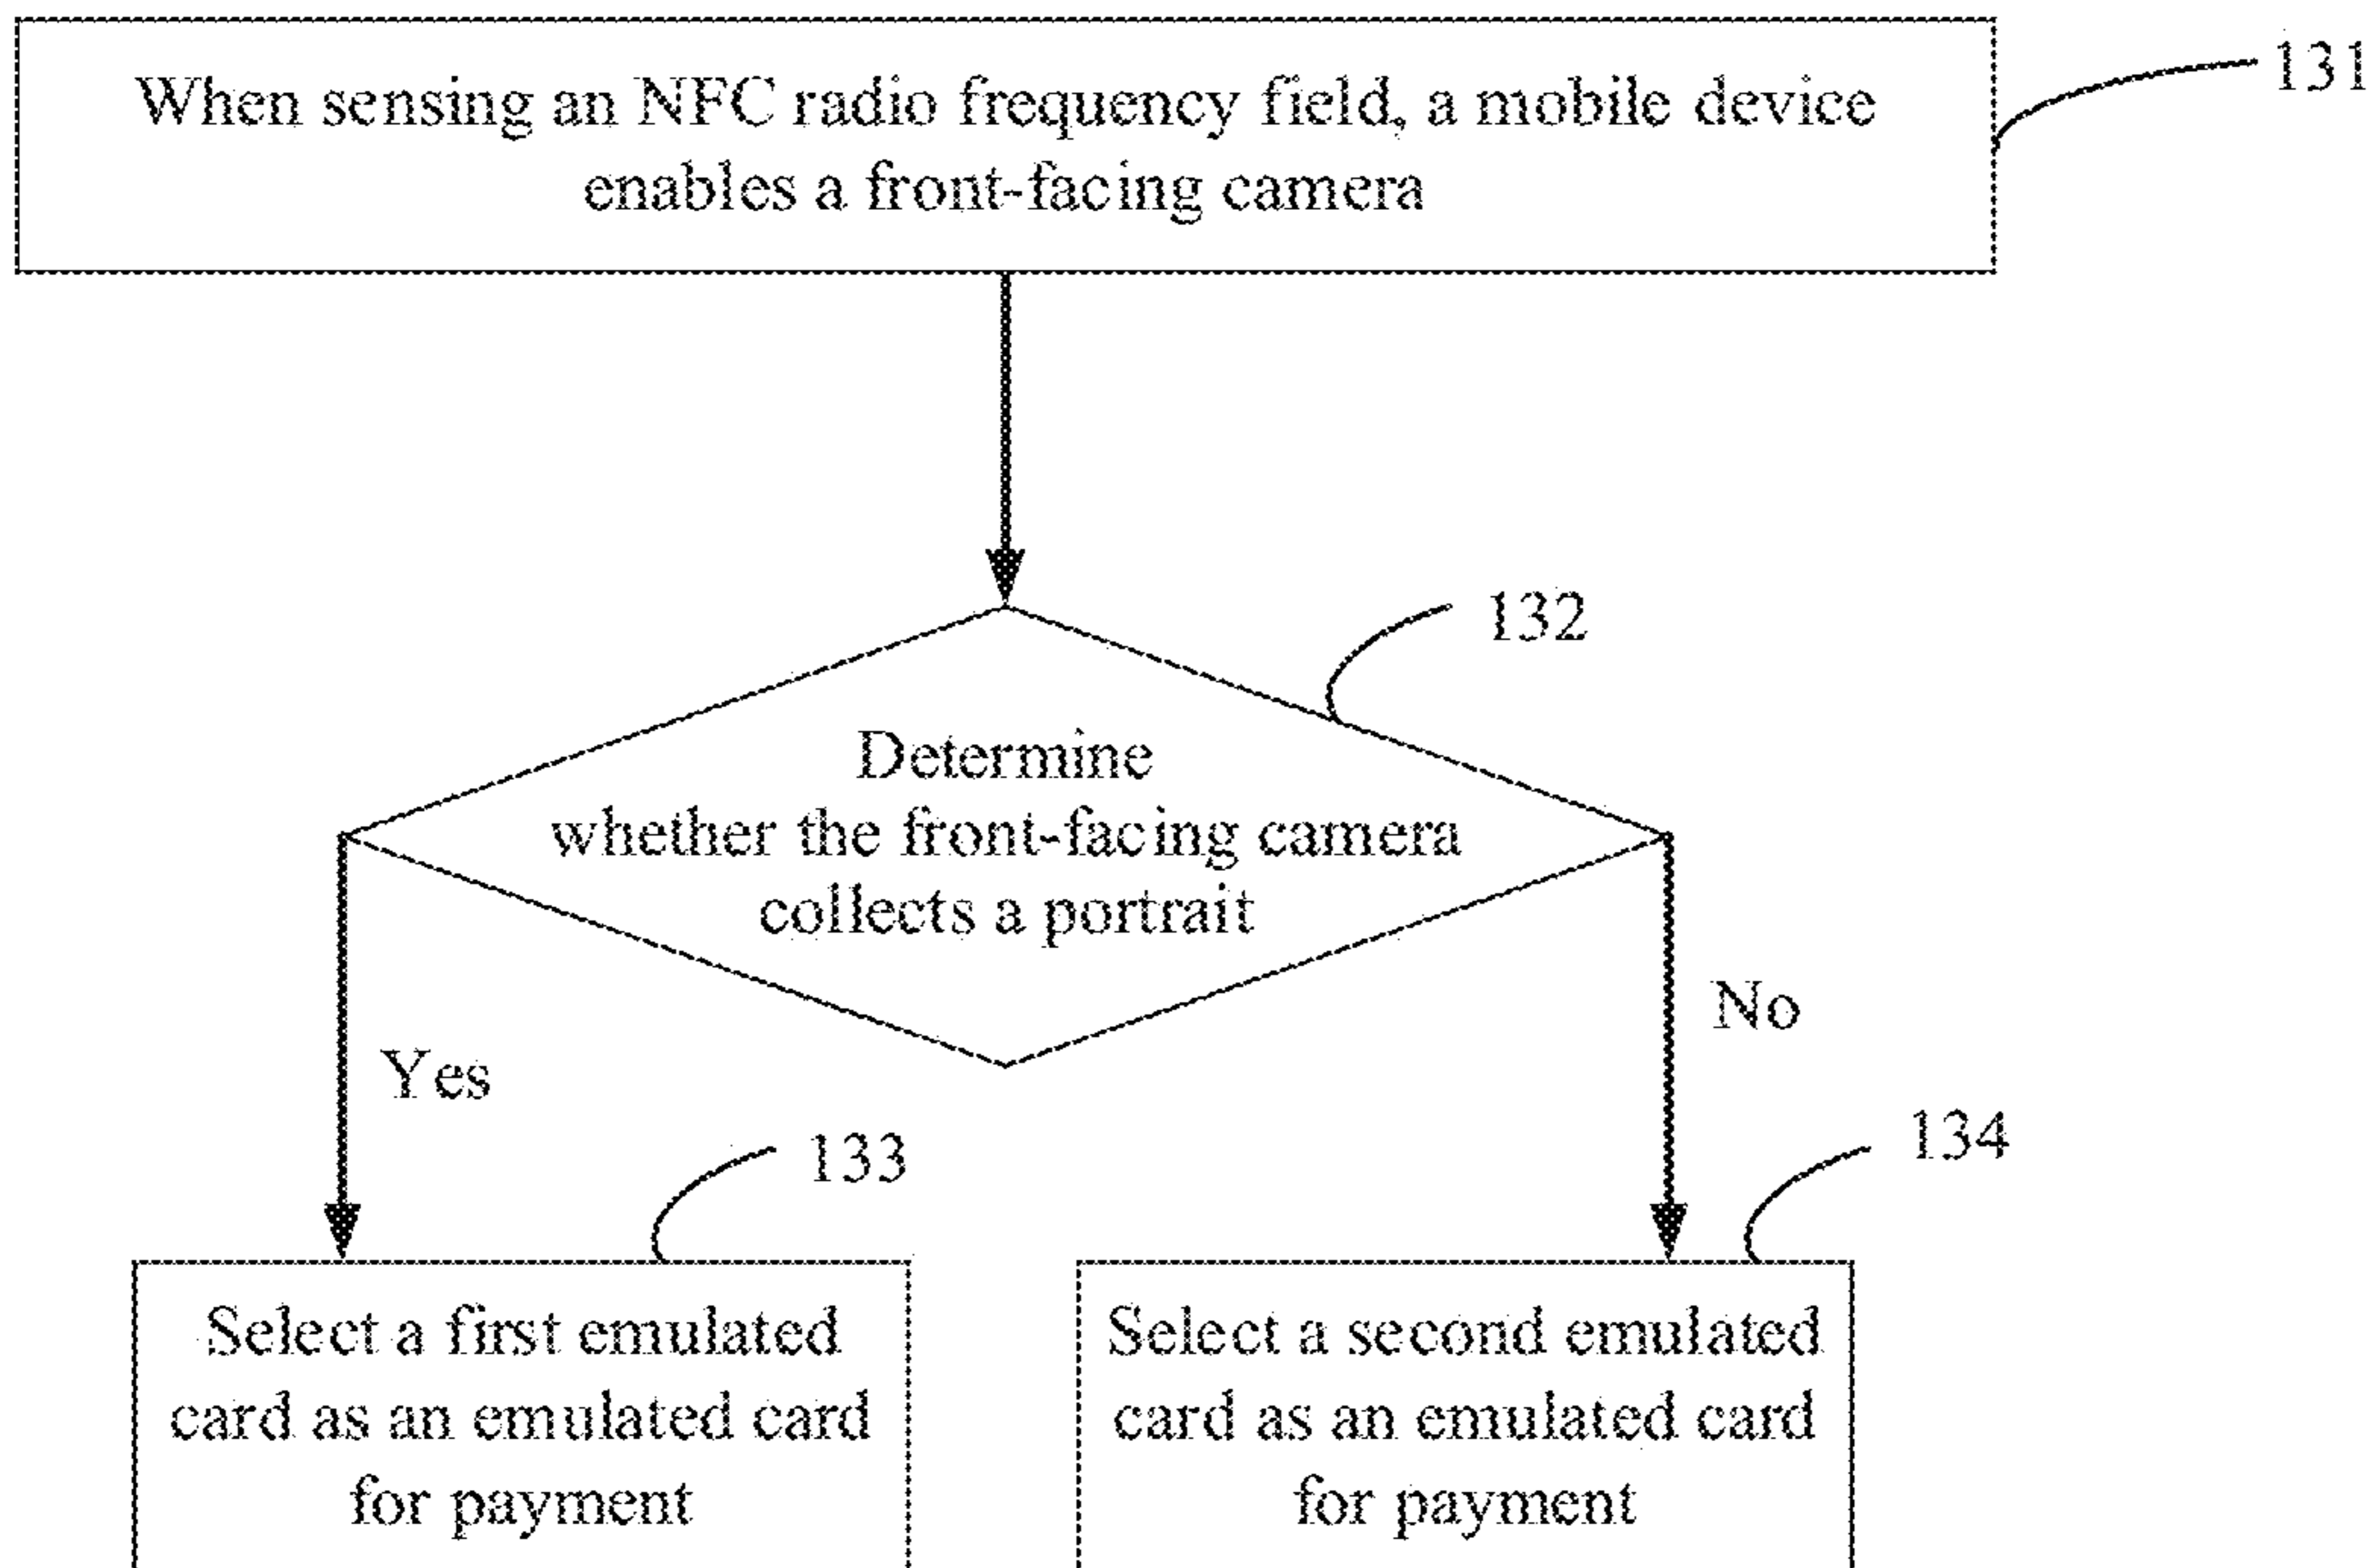 When sensing an NFC radio frequency field, a mobile device
enables a front-facing camera
131
132
Determine
whether the front-facing camera
collects a portrait
Yes
No
133
134
Select a first emulated
card as an emulated card
for payment
Select a second emulated
card as an emulated card
for payment